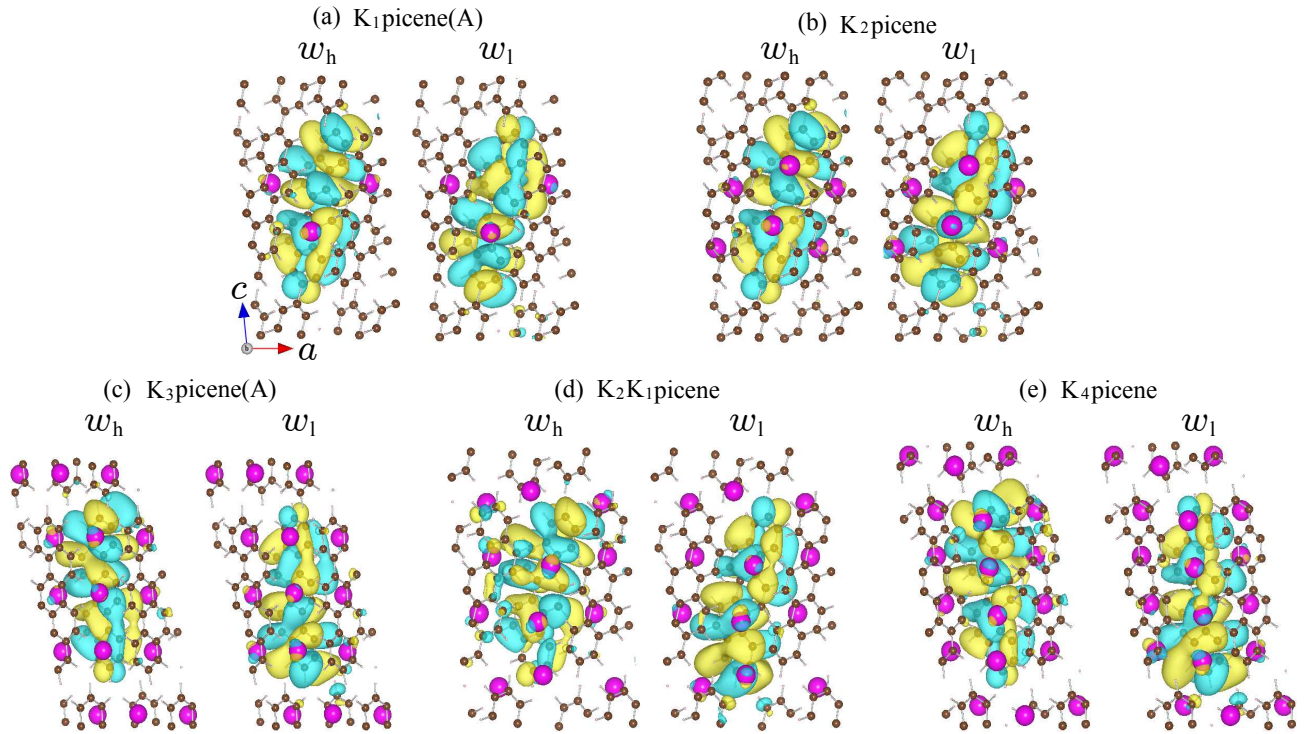 (a) K₁picene(A)
wₕ wₗ
(b) K₂picene
wₕ wₗ
c
b
a
(c) K₃picene(A)
wₕ wₗ
(d) K₂K₁picene
wₕ wₗ
(e) K₄picene
wₕ wₗ